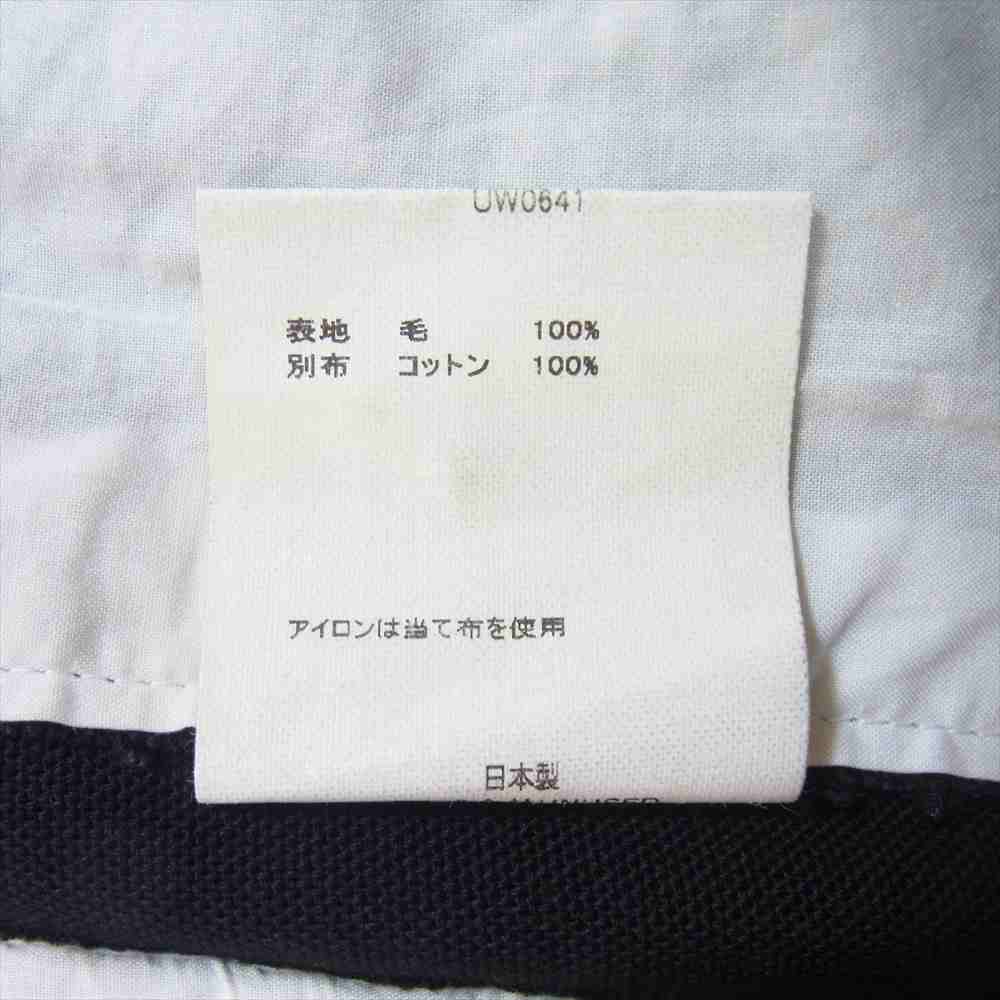 UW0641
表地 毛 100%
別布 コットン 100%
アイロンは当て布を使用
日本製